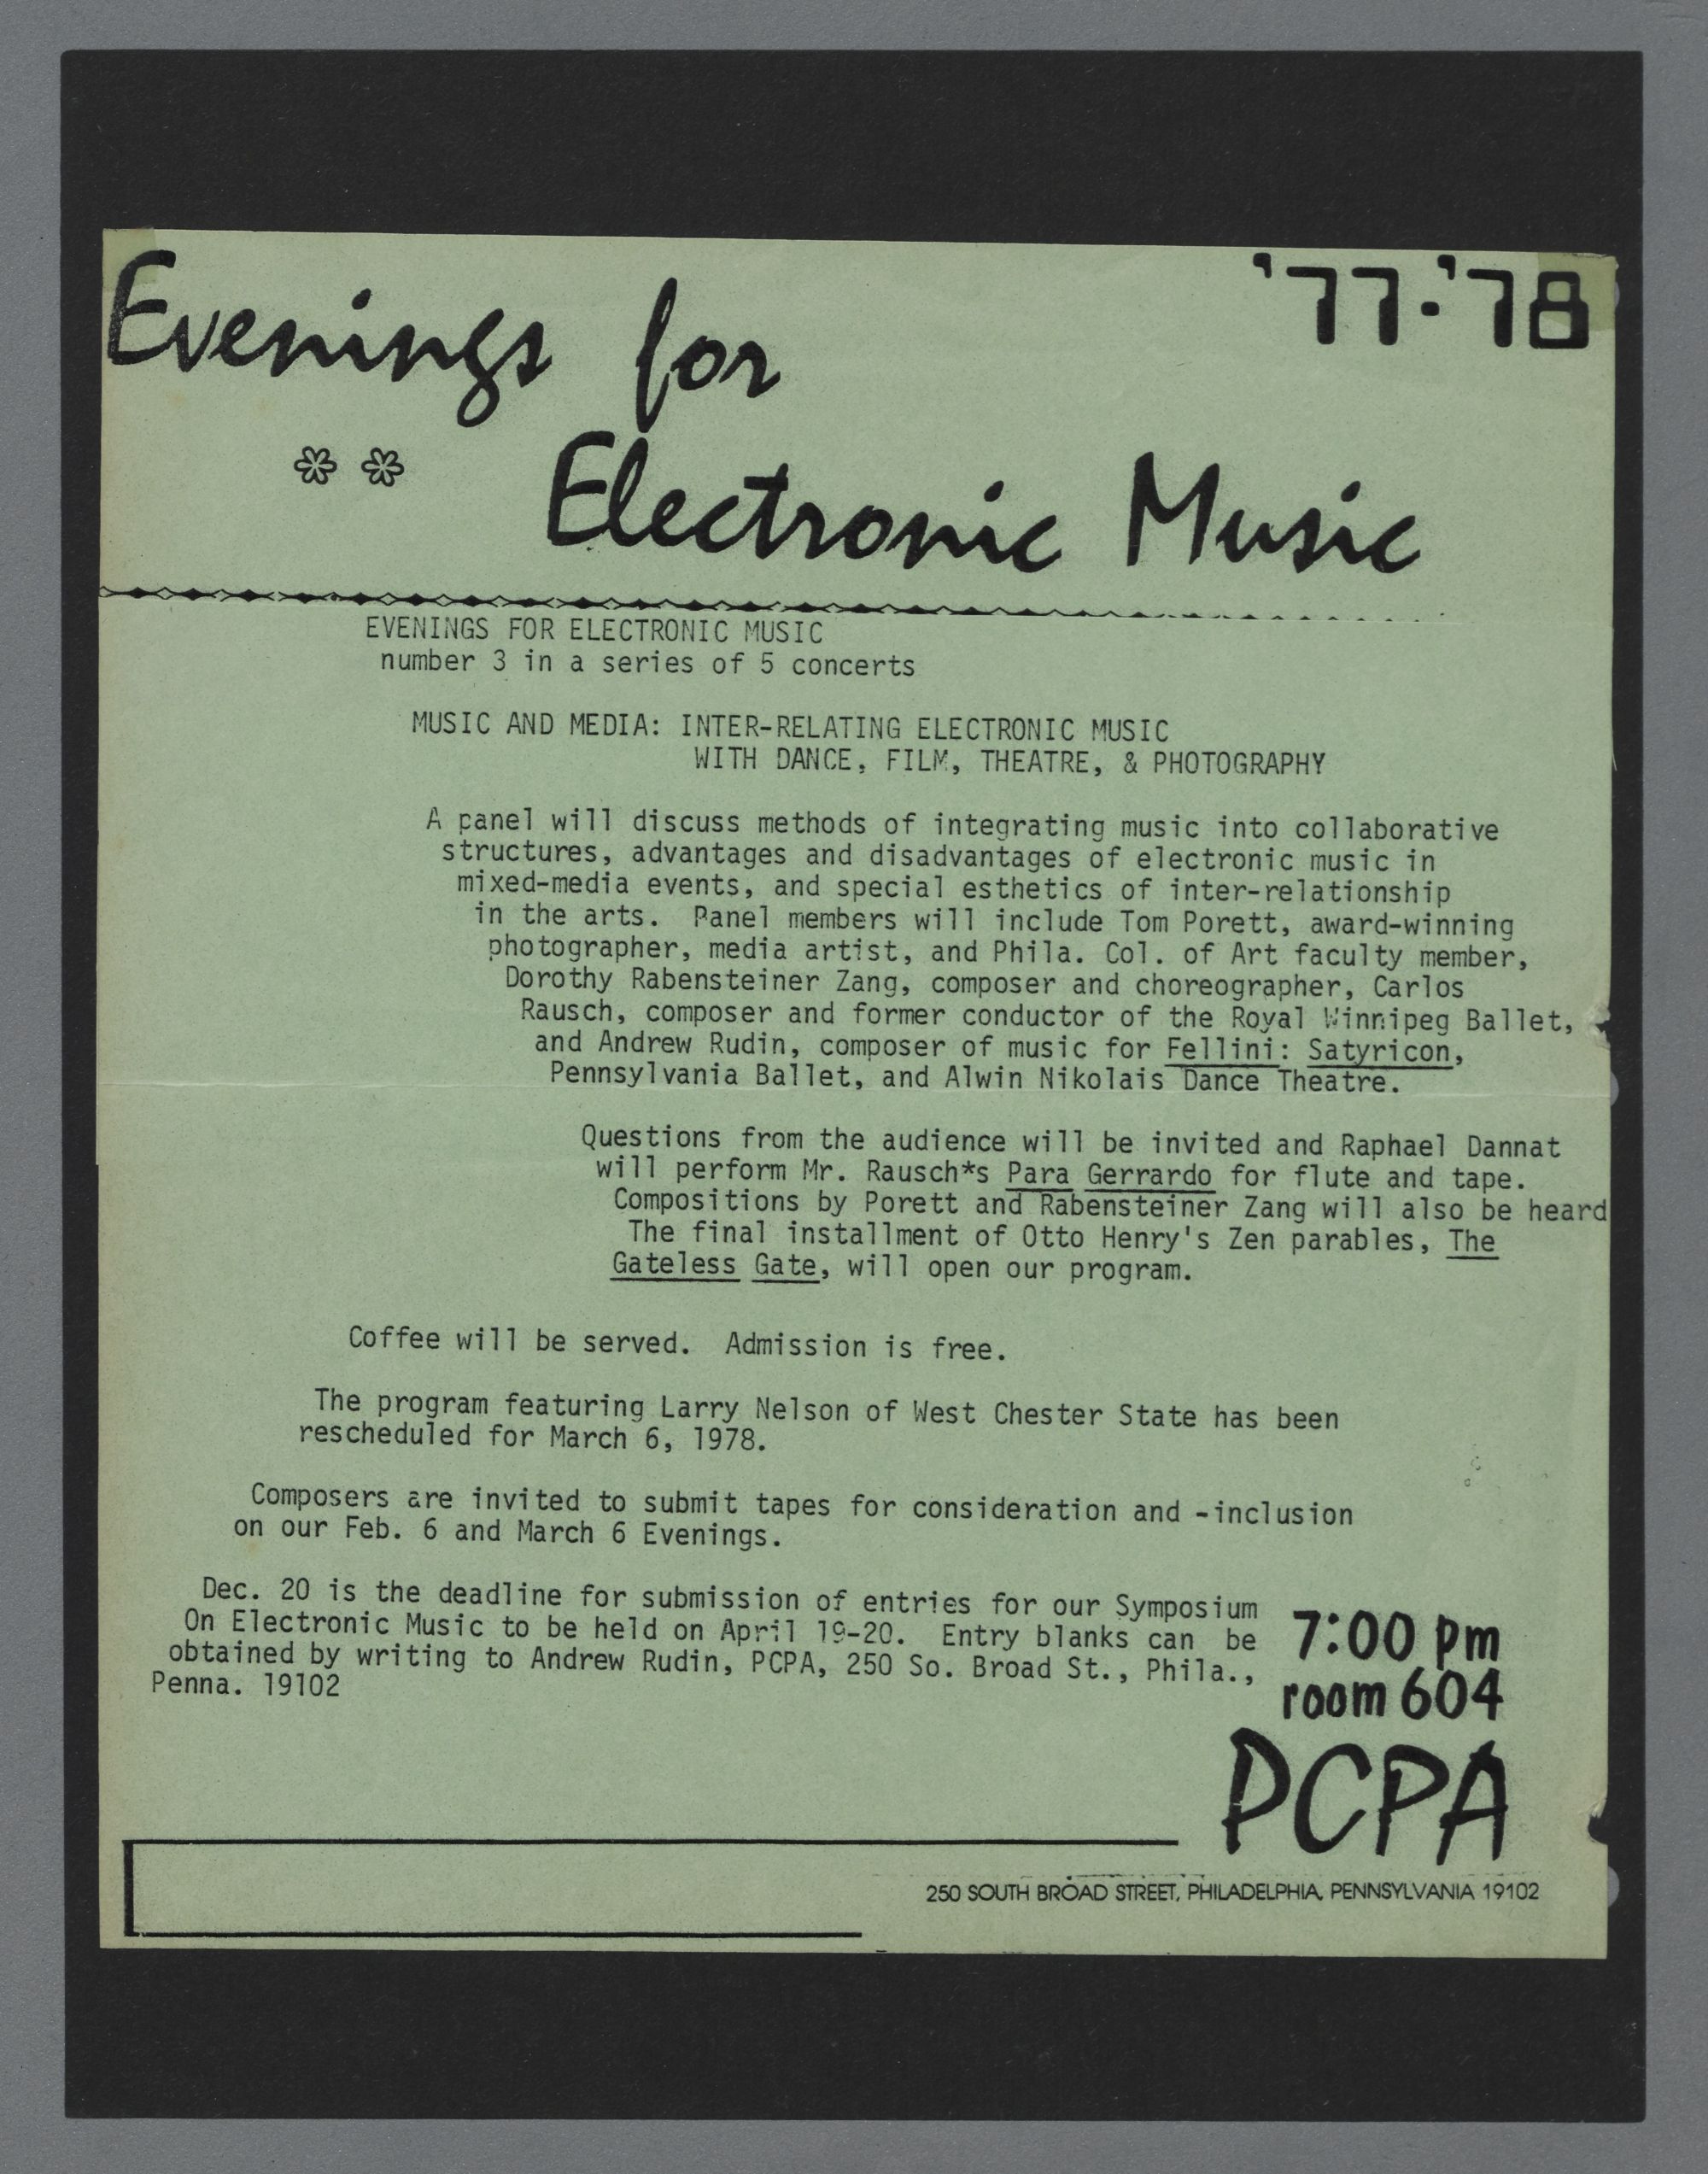 Evenings for
'77-'78
** Electronic Music
EVENINGS FOR ELECTRONIC MUSIC
number 3 in a series of 5 concerts
MUSIC AND MEDIA: INTER-RELATING ELECTRONIC MUSIC
WITH DANCE, FILM, THEATRE, & PHOTOGRAPHY
A panel will discuss methods of integrating music into collaborative
structures, advantages and disadvantages of electronic music in
mixed-media events, and special esthetics of inter-relationship
in the arts. Panel members will include Tom Porett, award-winning
photographer, media artist, and Phila. Col. of Art faculty member,
Dorothy Rabensteiner Zang, composer and choreographer, Carlos
Rausch, composer and former conductor of the Royal Winnipeg Ballet,
and Andrew Rudin, composer of music for Fellini: Satyricon,
Pennsylvania Ballet, and Alwin Nikolais Dance Theatre.
Questions from the audience will be invited and Raphael Dannat
will perform Mr. Rausch*s Para Gerrardo for flute and tape.
Compositions by Porett and Rabensteiner Zang will also be heard
The final installment of Otto Henry's Zen parables, The
Gateless Gate, will open our program.
Coffee will be served. Admission is free.
The program featuring Larry Nelson of West Chester State has been
rescheduled for March 6, 1978.
Composers are invited to submit tapes for consideration and -inclusion
on our Feb. 6 and March 6 Evenings.
Dec. 20 is the deadline for submission of entries for our Symposium
On Electronic Music to be held on April 19-20. Entry blanks can be
obtained by writing to Andrew Rudin, PCPA, 250 So. Broad St., Phila.,
Penna. 19102
7:00 pm
room 604
PCPA
250 SOUTH BROAD STREET, PHILADELPHIA, PENNSYLVANIA 19102